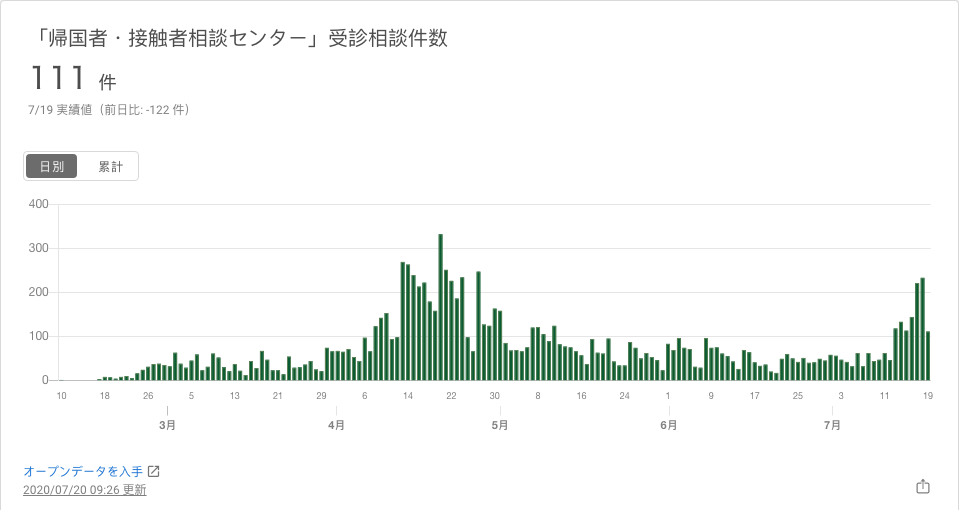 「帰国者・接触者相談センター」受診相談件数
111 件
7/19 実績値（前日比: -122 件）
日別 累計
400
300
200
100
0
10 18 26 5 13 21 29 6 14 22 30 8 16 24 1 9 17 25 3 11 19
3月 4月 5月 6月 7月
オープンデータを入手
2020/07/20 09:26 更新